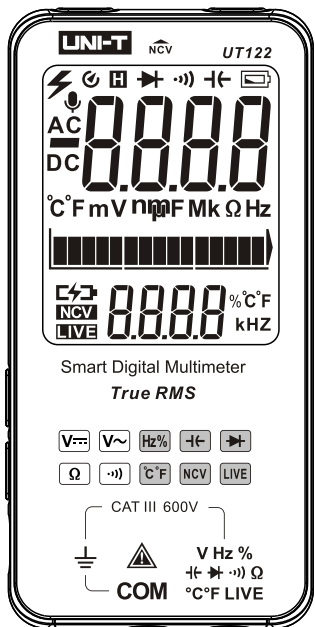 UNI-T NCV UT122
H
AC 8.8.8.8
DC
°C°F mV nmµF Mk Ω Hz
NCV 8.8.8.8 %°C°F
LIVE kHZ
Smart Digital Multimeter
True RMS
V⎓ V～ Hz%
Ω °C°F NCV LIVE
CAT III 600V
V Hz %
Ω
COM °C°F LIVE